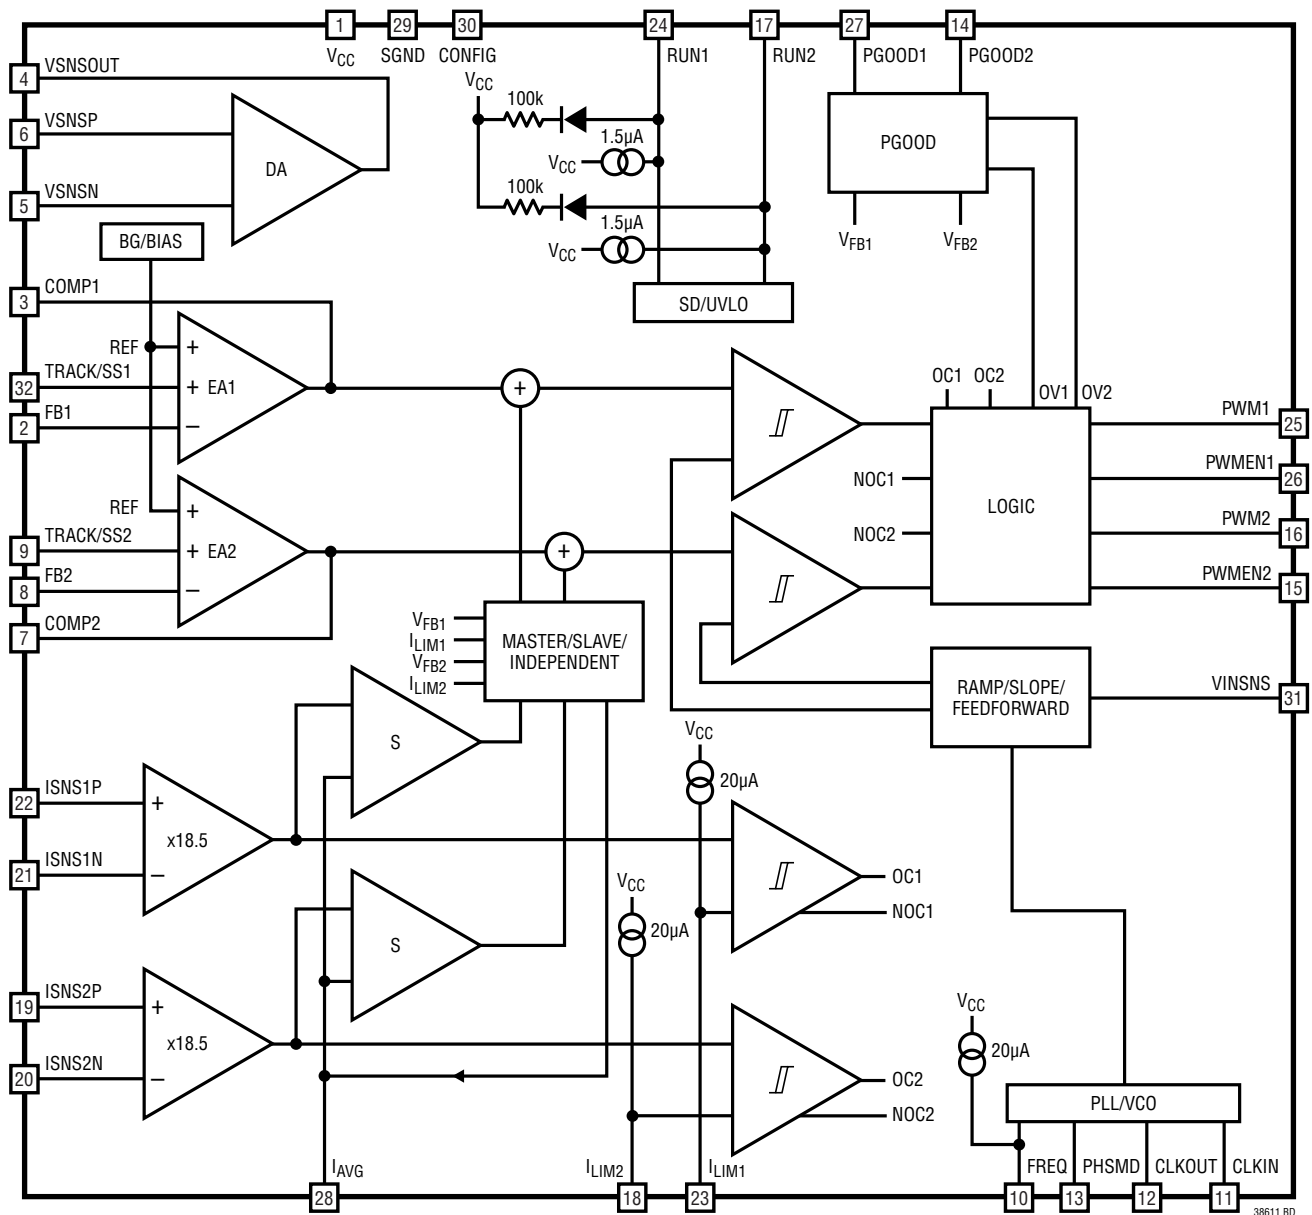 1
29
30
24
17
27
14
VCC
SGND
CONFIG
RUN1
RUN2
PGOOD1
PGOOD2
4
VSNSOUT
6
VSNSP
5
VSNSN
DA
VCC
100k
1.5µA
VCC
100k
1.5µA
VCC
SD/UVLO
PGOOD
VFB1
VFB2
BG/BIAS
3
COMP1
REF
+
32
TRACK/SS1
+
EA1
2
FB1
–
+
REF
+
9
TRACK/SS2
+
EA2
8
FB2
–
7
COMP2
+
OC1
OC2
OV1
OV2
NOC1
NOC2
LOGIC
PWM1
25
PWMEN1
26
PWM2
16
PWMEN2
15
VFB1
ILIM1
VFB2
ILIM2
MASTER/SLAVE/
INDEPENDENT
RAMP/SLOPE/
FEEDFORWARD
VINSNS
31
S
VCC
20µA
22
ISNS1P
+
x18.5
21
ISNS1N
–
OC1
NOC1
VCC
20µA
S
19
ISNS2P
+
x18.5
20
ISNS2N
–
OC2
NOC2
VCC
20µA
PLL/VCO
IAVG
ILIM2
ILIM1
FREQ
PHSMD
CLKOUT
CLKIN
28
18
23
10
13
12
11
38611 BD